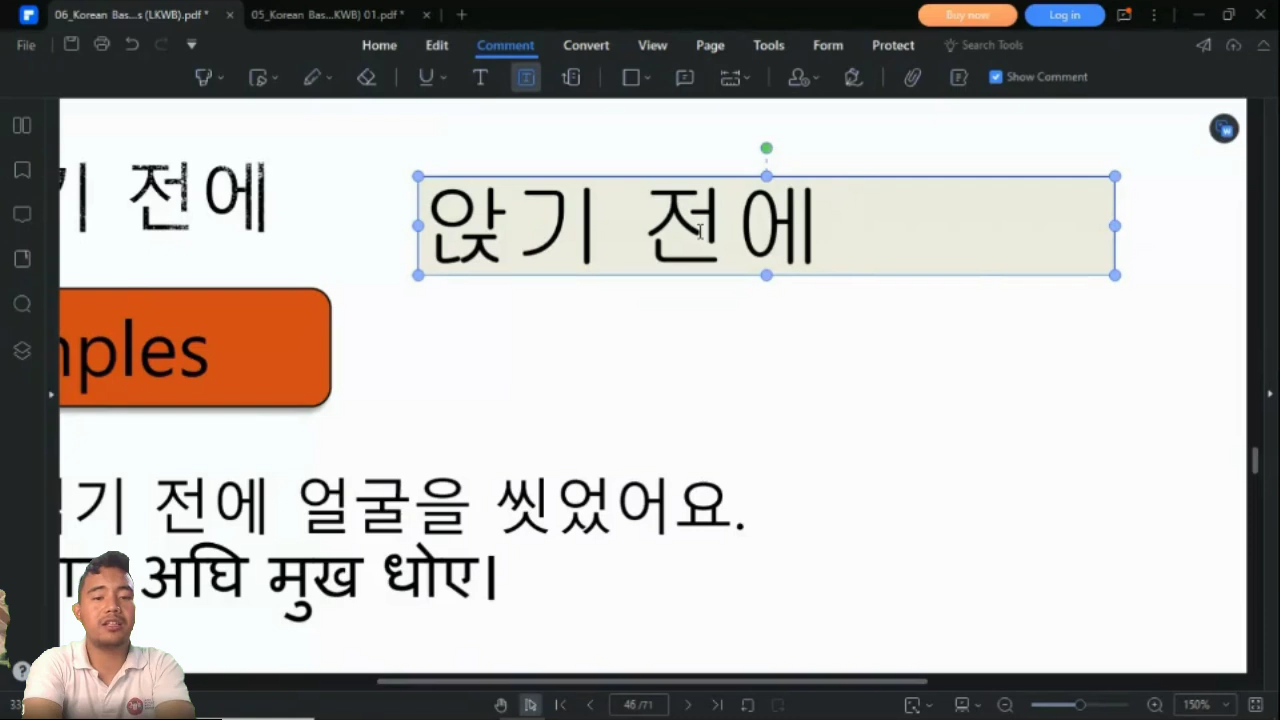 06_Korean Bas...s (LKWB).pdf *
05_Korean Bas...KWB) 01.pdf *
Buy now
Log in
File
Home
Edit
Comment
Convert
View
Page
Tools
Form
Protect
Search Tools
Show Comment
기 전에
앉기 전에
mples
기 전에 얼굴을 씻었어요.
अघि मुख धोए।
46 /71
150%